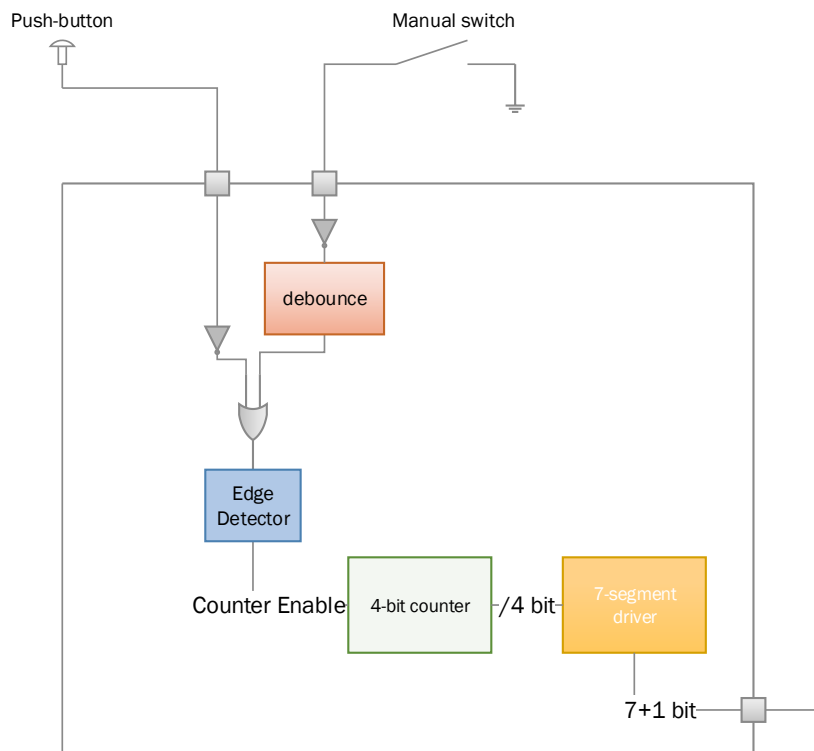 Push-button
Manual switch
debounce
Edge
Detector
Counter Enable
4-bit counter
/4 bit
7-segment
driver
7+1 bit